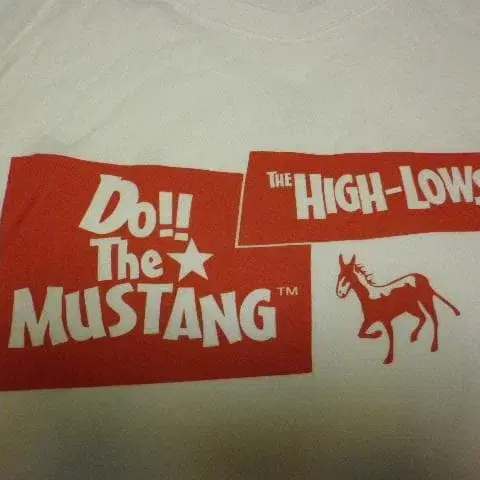 Do!!
The
MUSTANG™
THE HIGH-LOWS